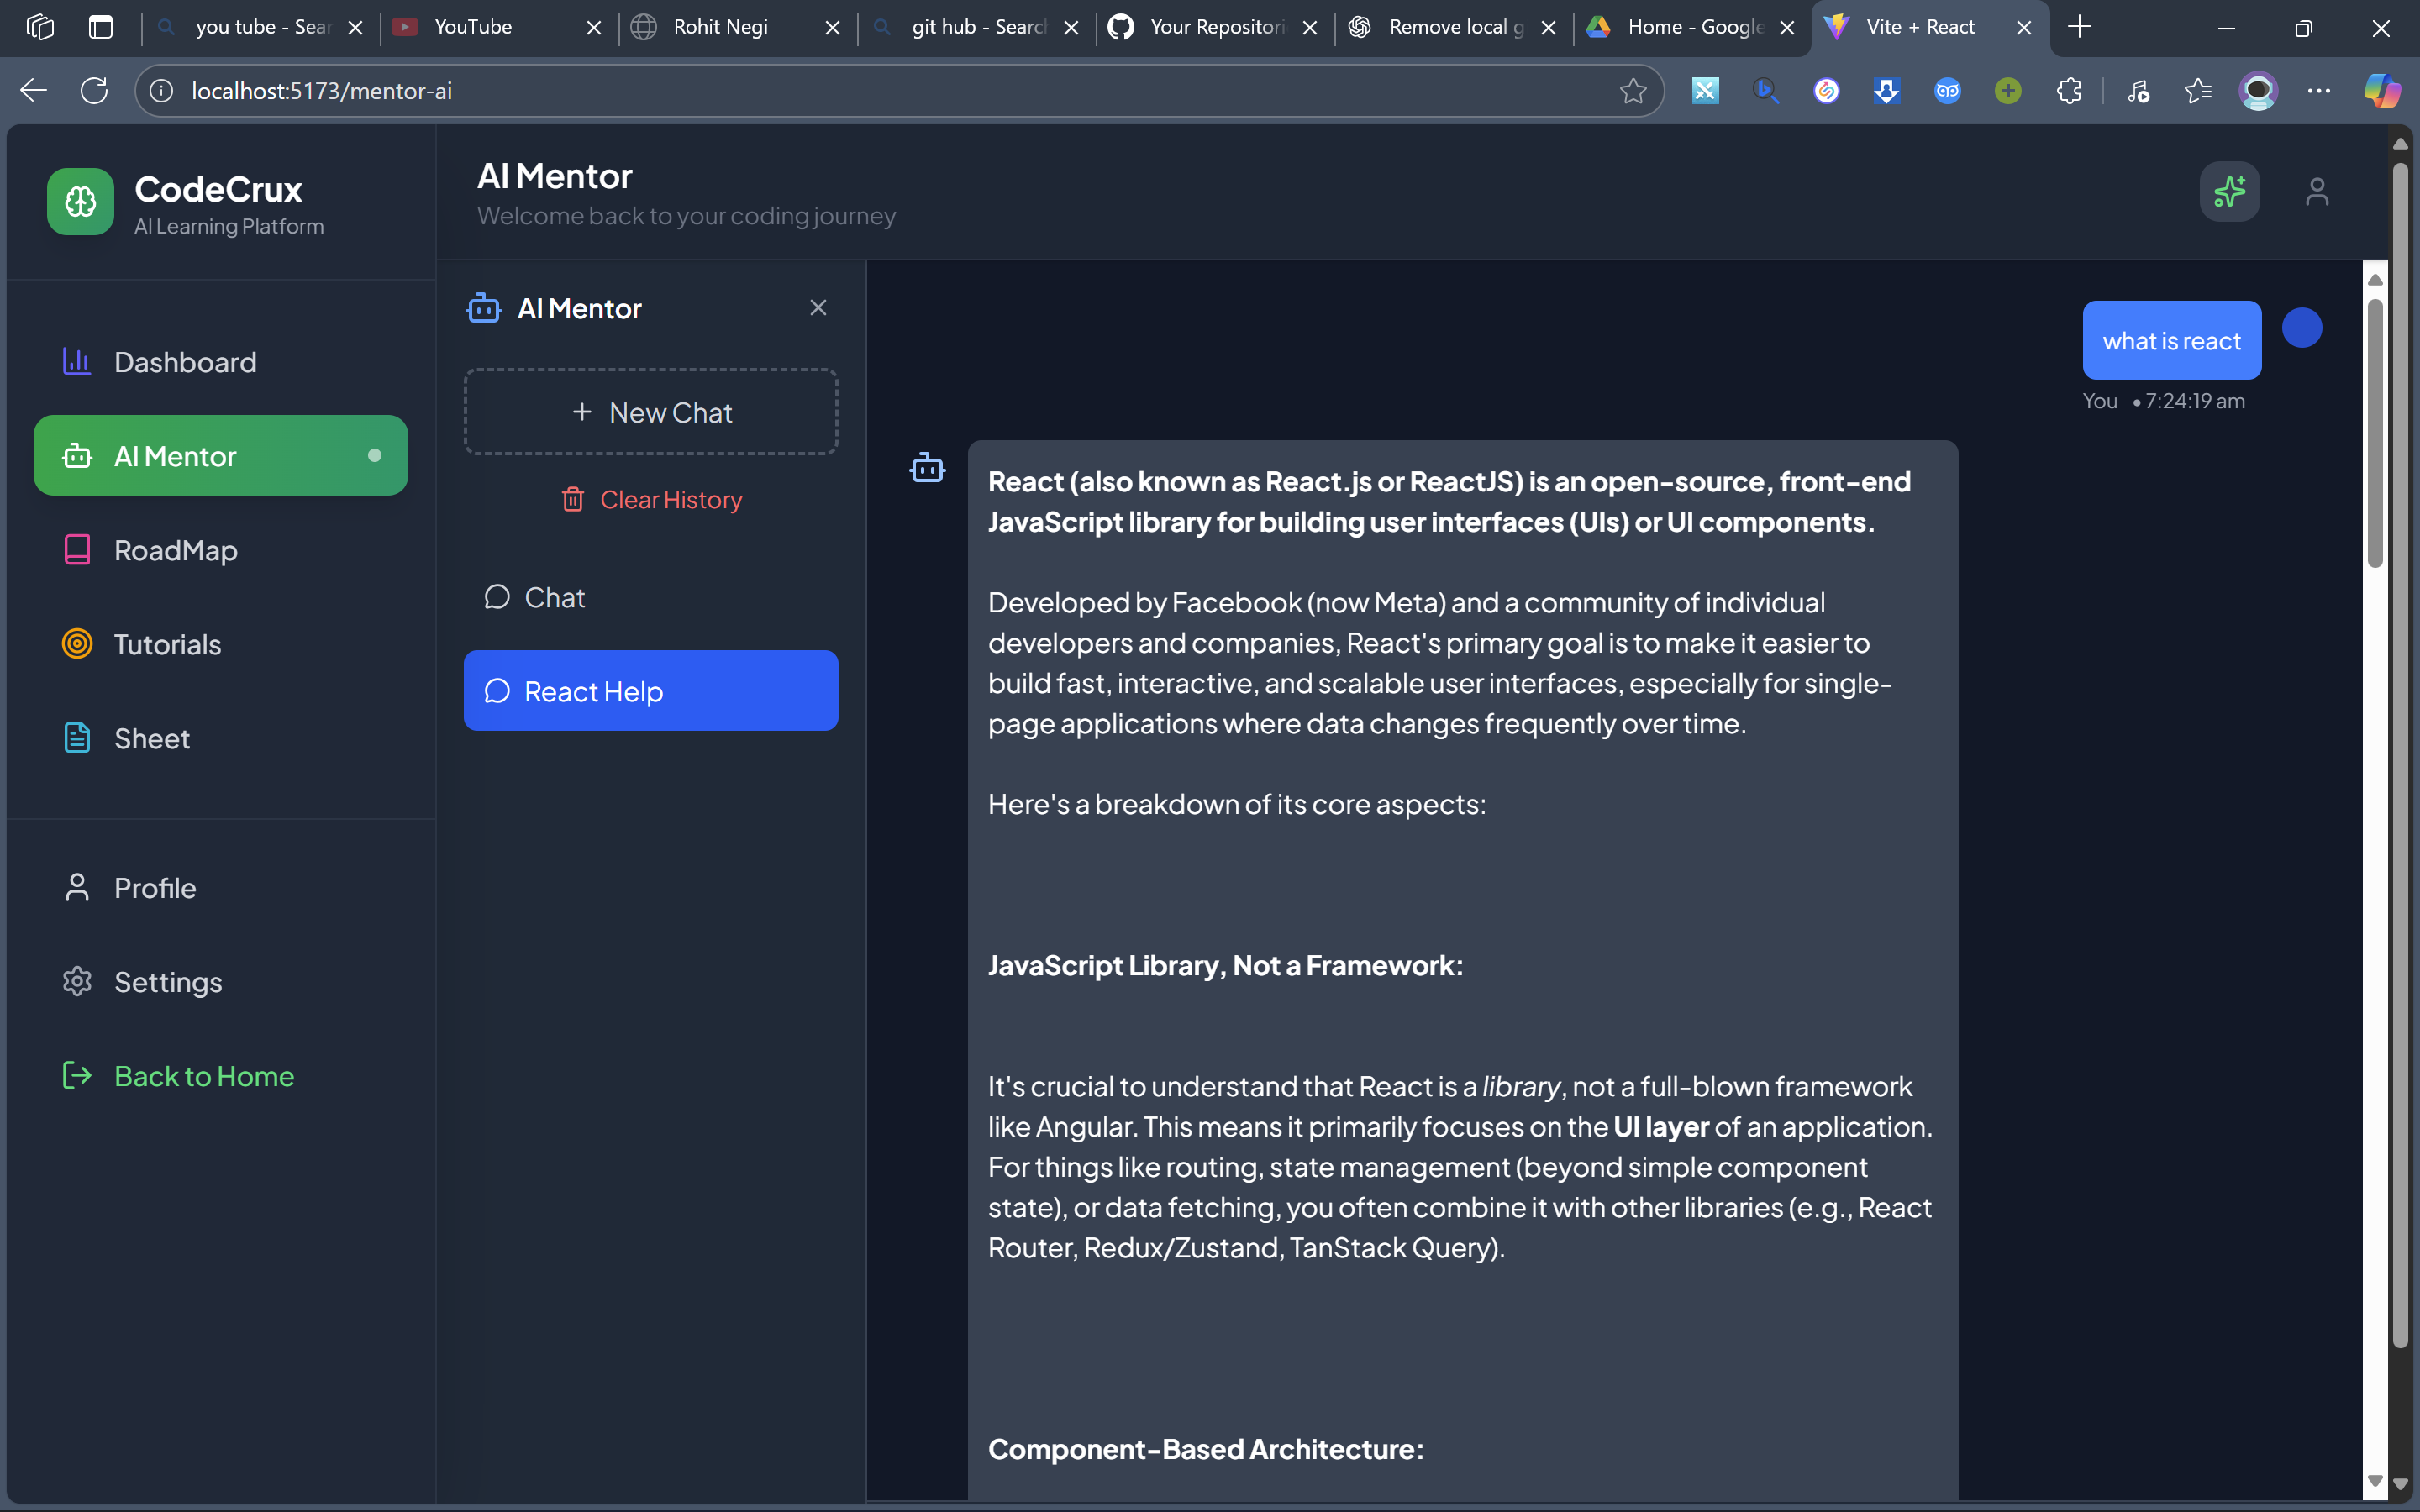 you tube - Sear
YouTube
Rohit Negi
git hub - Search
Your Repositori
Remove local g
Home - Google
Vite + React
localhost:5173/mentor-ai
CodeCrux
AI Learning Platform
Dashboard
AI Mentor
RoadMap
Tutorials
Sheet
Profile
Settings
Back to Home
AI Mentor
Welcome back to your coding journey
AI Mentor
+ New Chat
Clear History
Chat
React Help
what is react
You • 7:24:19 am
React (also known as React.js or ReactJS) is an open-source, front-end
JavaScript library for building user interfaces (UIs) or UI components.
Developed by Facebook (now Meta) and a community of individual
developers and companies, React's primary goal is to make it easier to
build fast, interactive, and scalable user interfaces, especially for single-
page applications where data changes frequently over time.
Here's a breakdown of its core aspects:
JavaScript Library, Not a Framework:
It's crucial to understand that React is a library, not a full-blown framework
like Angular. This means it primarily focuses on the UI layer of an application.
For things like routing, state management (beyond simple component
state), or data fetching, you often combine it with other libraries (e.g., React
Router, Redux/Zustand, TanStack Query).
Component-Based Architecture: